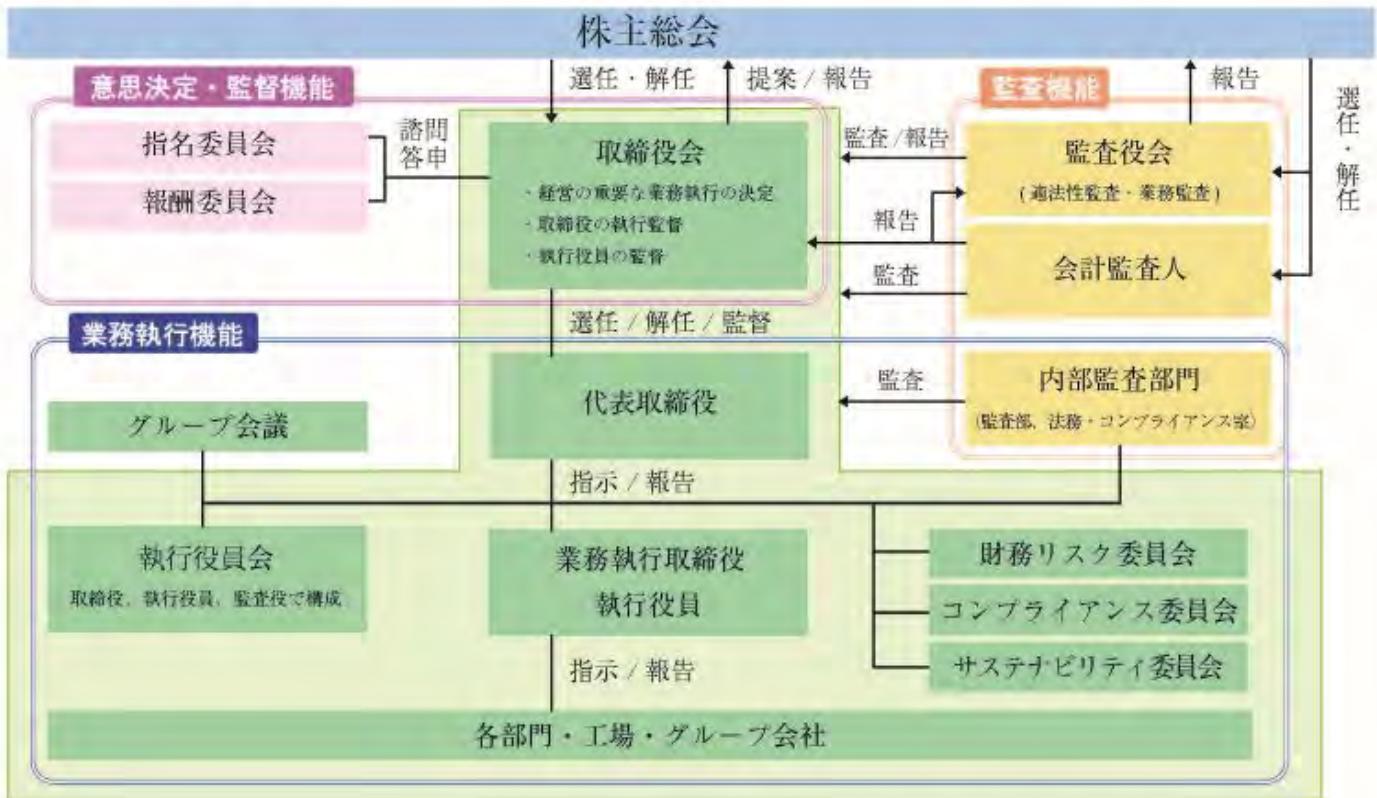 株主総会
選任・解任
提案 / 報告
報告
選任・解任
意思決定・監督機能
監査機能
指名委員会
報酬委員会
諮問
答申
取締役会
・経営の重要な業務執行の決定
・取締役の執行監督
・執行役員の監督
監査/報告
報告
監査
監査役会
(適法性監査・業務監査)
会計監査人
選任 / 解任 / 監督
業務執行機能
代表取締役
監査
内部監査部門
(監査部、法務・コンプライアンス室)
グループ会議
指示 / 報告
執行役員会
取締役、執行役員、監査役で構成
業務執行取締役
執行役員
財務リスク委員会
コンプライアンス委員会
サステナビリティ委員会
指示 / 報告
各部門・工場・グループ会社